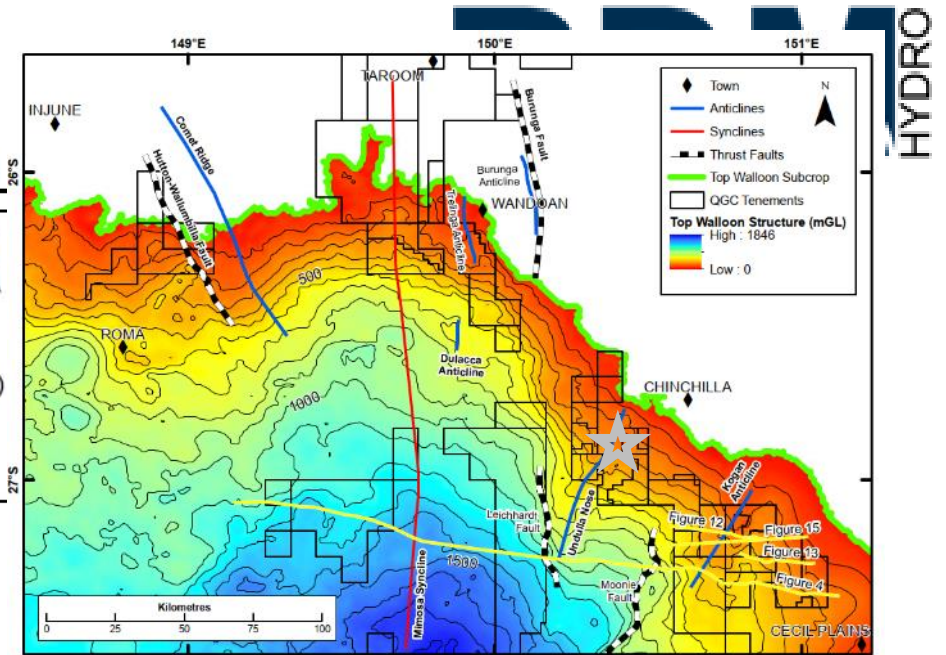 HYDRO
149°E
150°E
151°E
TAROOM
INJUNE
Comet Ridge
Hutton-Wallumbilla Fault
Burunga Fault
Burunga
Anticline
WANDOAN
Trelinga Anticline
26°S
500
ROMA
Dulacca
Anticline
1000
CHINCHILLA
27°S
Kogan
Anticline
Undulla Nose
Leichhardt
Fault
Figure 12
Figure 15
Figure 13
Figure 4
1500
Mimosa Syncline
Moonie
Fault
CECIL PLAINS
Kilometres
0 25 50 75 100
Town
N
Anticlines
Synclines
Thrust Faults
Top Walloon Subcrop
QGC Tenements
Top Walloon Structure (mGL)
High : 1846
Low : 0